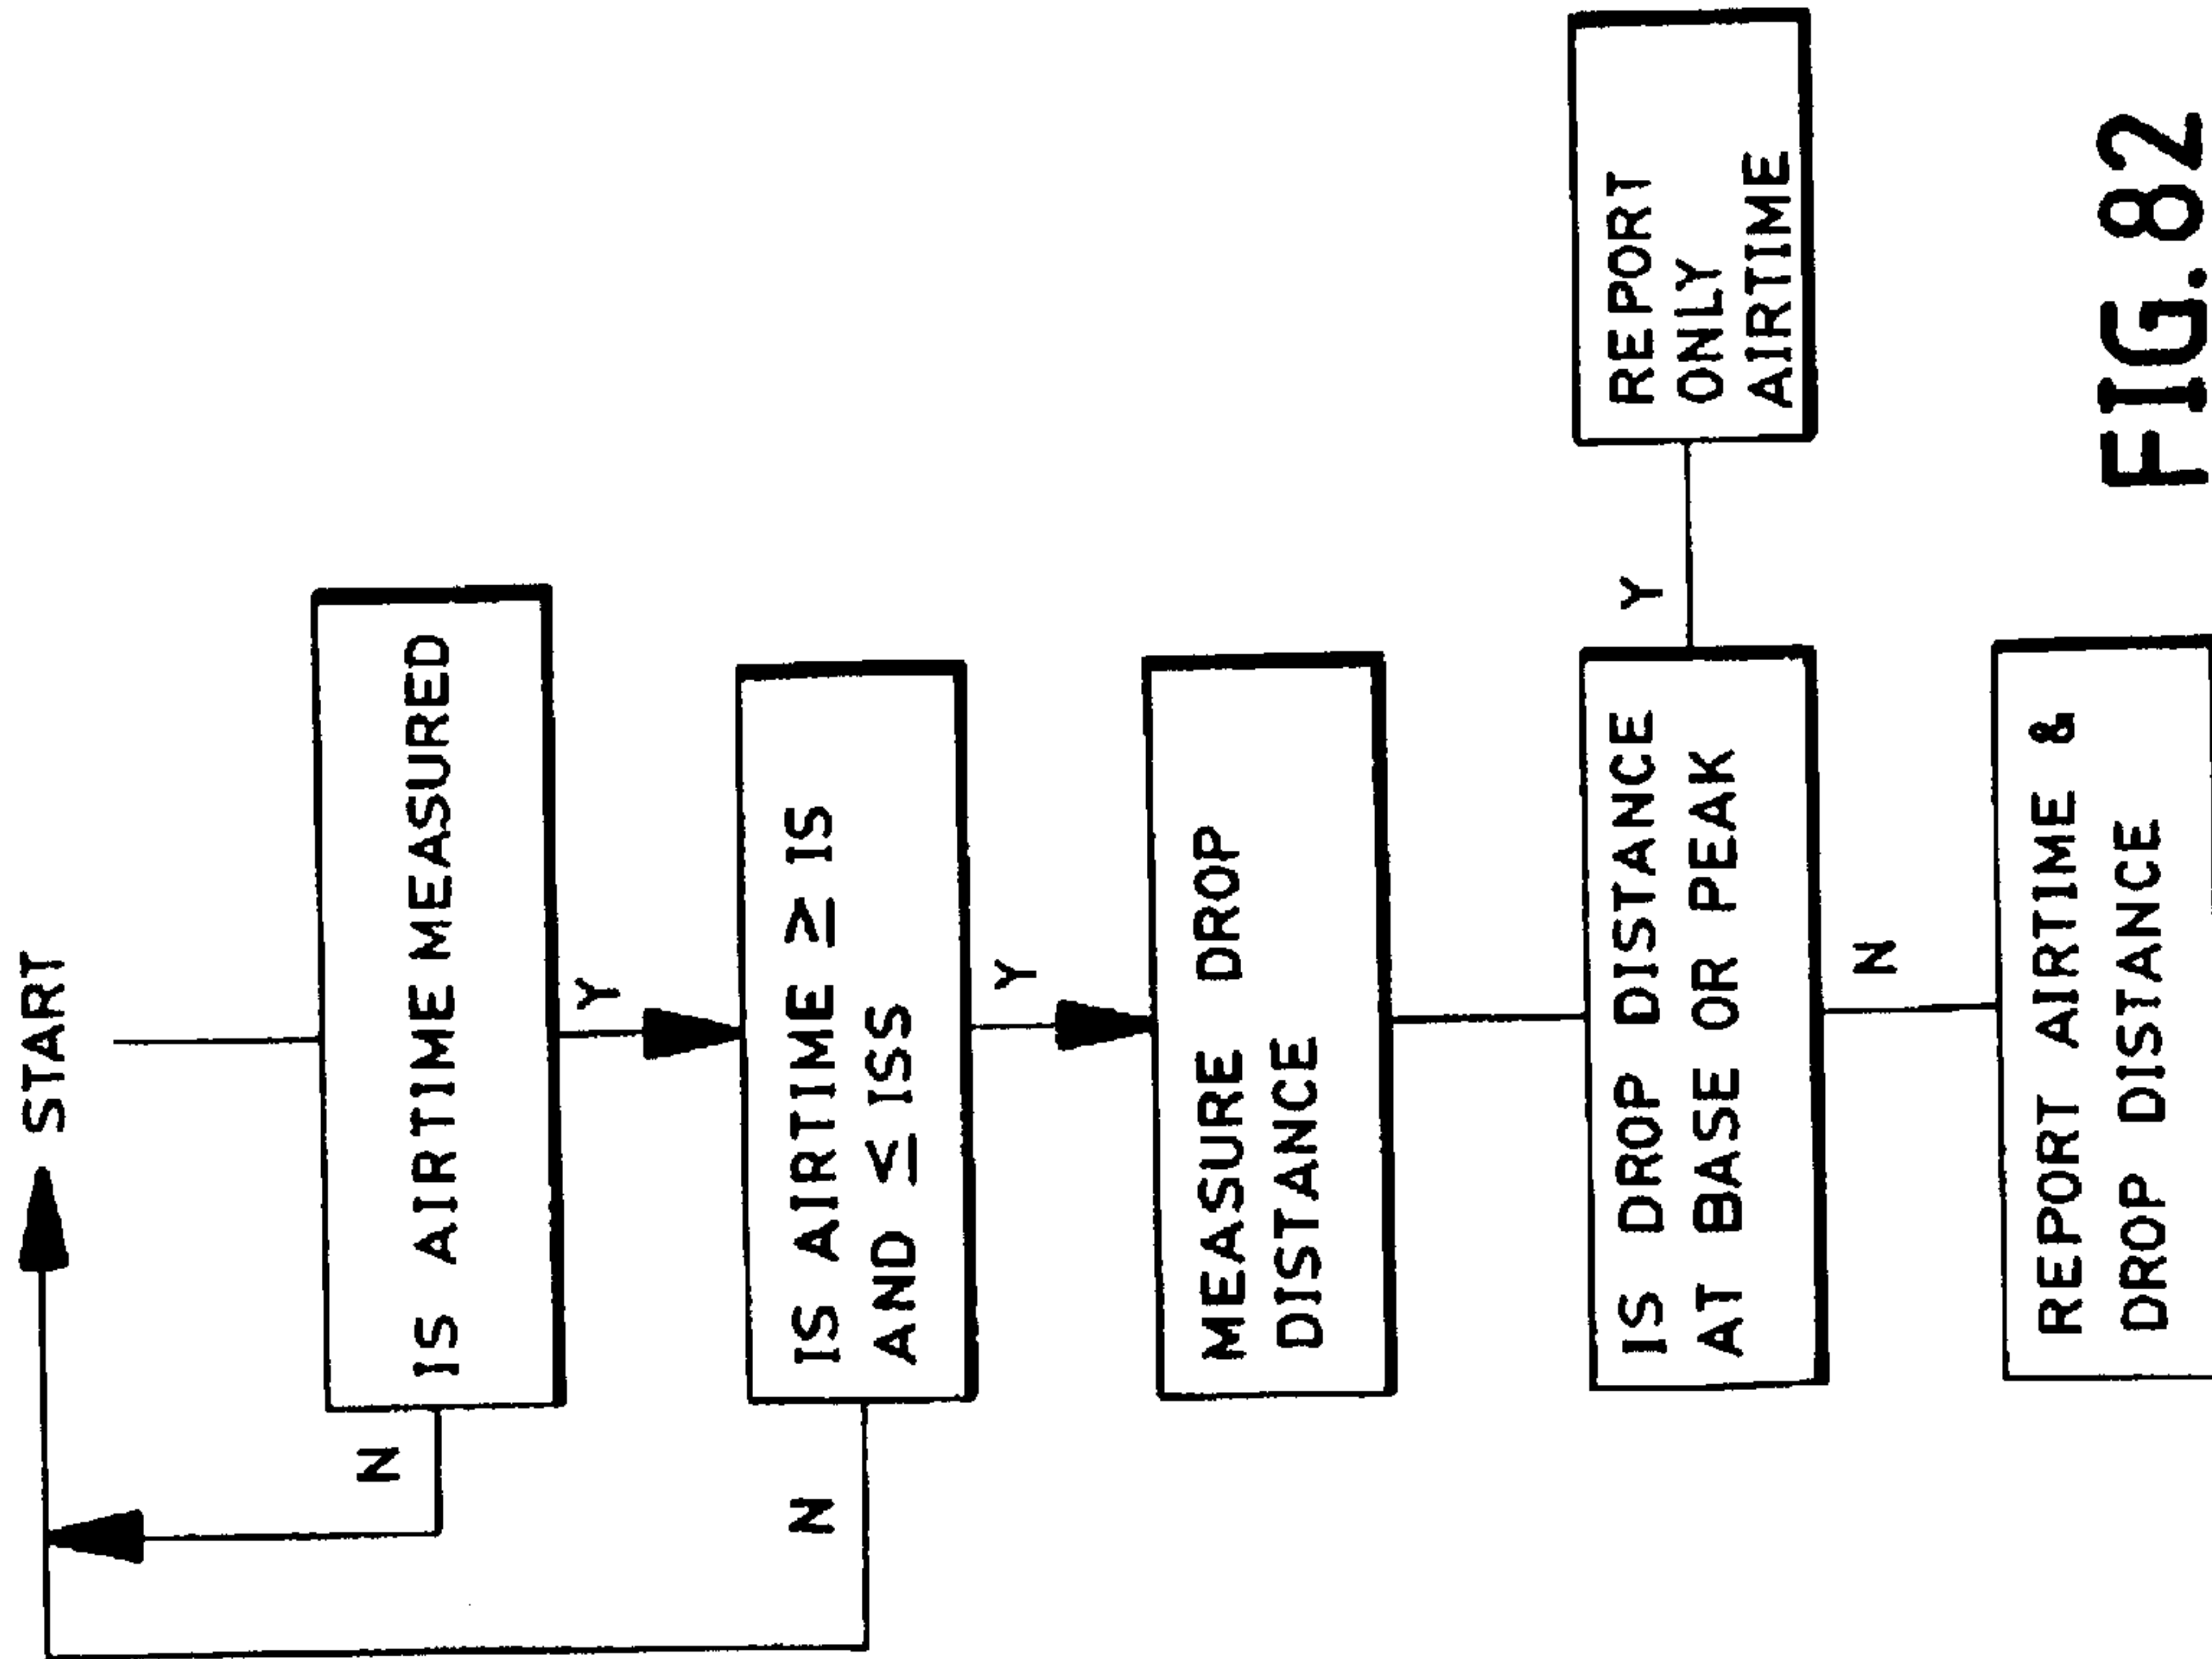 START
IS AIRTIME MEASURED
N
Y
IS AIRTIME ≥ IS
AND ≤ ISS
N
Y
MEASURE DROP
DISTANCE
IS DROP DISTANCE
AT BASE OR PEAK
Y
REPORT
ONLY
AIRTIME
N
REPORT AIRTIME &
DROP DISTANCE
FIG. 82